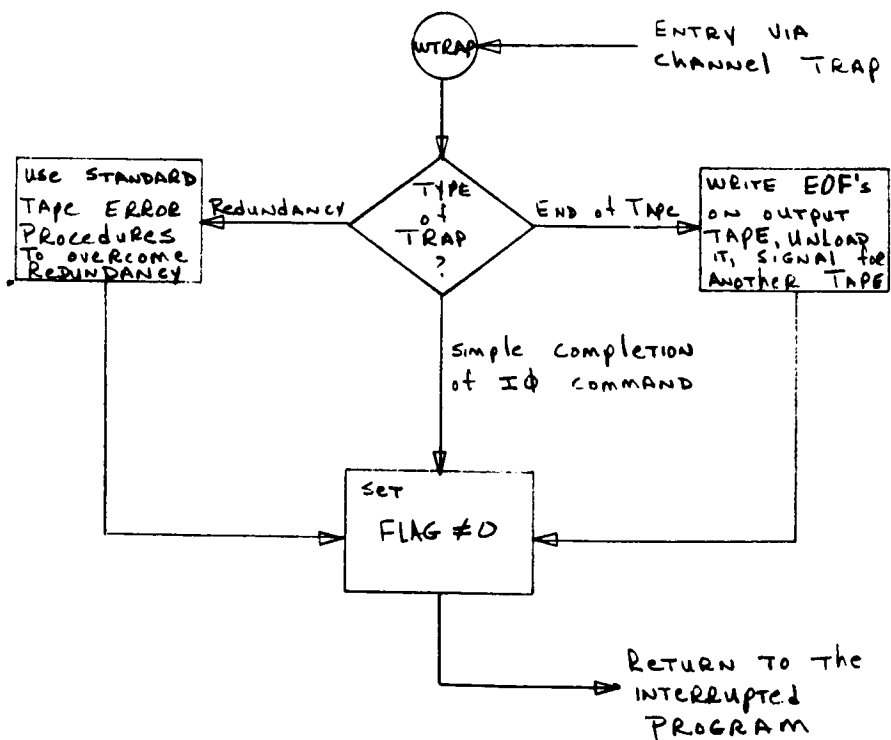 WTRAP
ENTRY VIA
CHANNEL TRAP
TYPE
of
TRAP
?
Redundancy
End of Tape
USE STANDARD
TAPE ERROR
PROCEDURES
TO OVERCOME
REDUNDANCY
WRITE EOF's
ON OUTPUT
TAPE, UNLOAD
IT, SIGNAL for
ANOTHER TAPE
SIMPLE COMPLETION
of IΦ COMMAND
SET
FLAG ≠ 0
RETURN TO THE
INTERRUPTED
PROGRAM